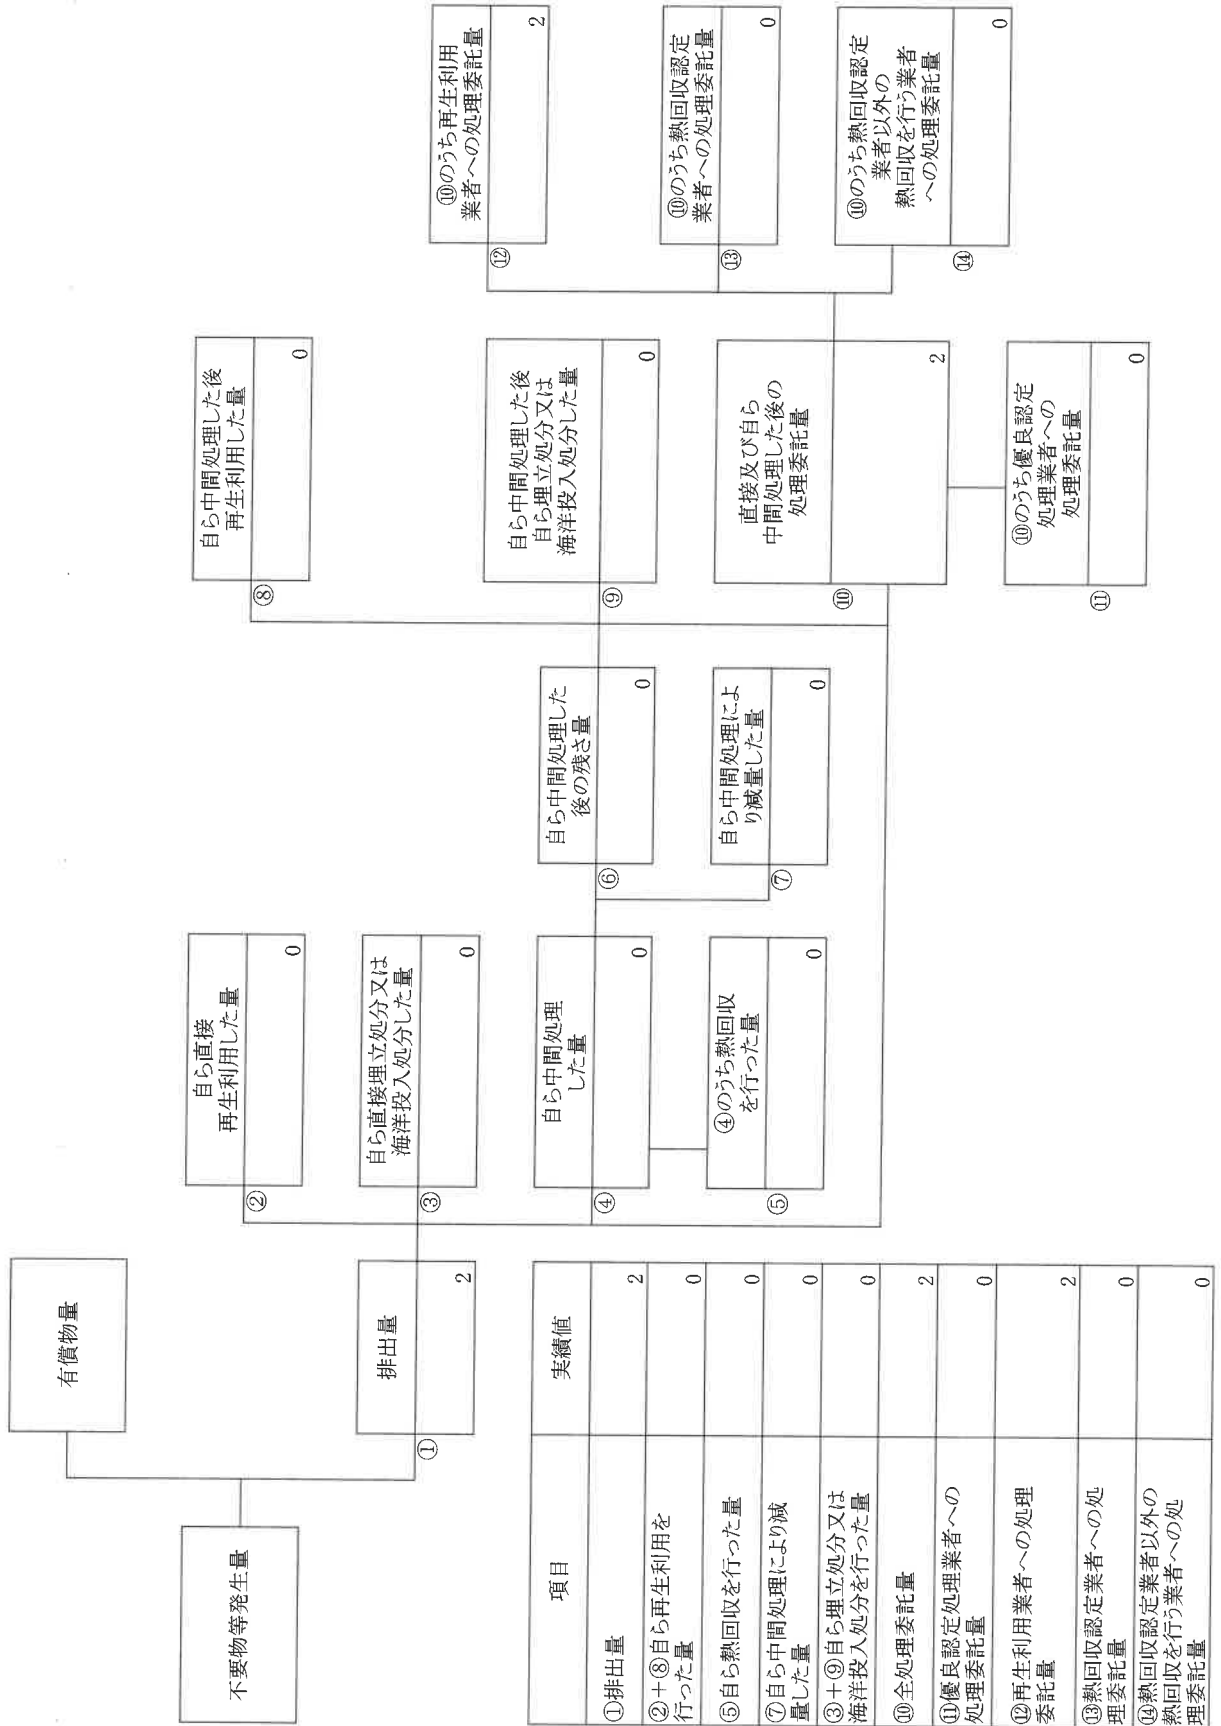 不要物等発生量
有償物量
排出量
①
2
自ら直接
再生利用した量
②
0
自ら直接埋立処分又は
海洋投入処分した量
③
0
自ら中間処理
した量
④
0
④のうち熱回収
を行った量
⑤
0
自ら中間処理した
後の残さ量
⑥
0
自ら中間処理によ
り減量した量
⑦
0
自ら中間処理した後
再生利用した量
⑧
0
自ら中間処理した後
自ら埋立処分又は
海洋投入処分した量
⑨
0
直接及び自ら
中間処理した後の
処理委託量
⑩
2
⑩のうち優良認定
処理業者への
処理委託量
⑪
0
⑩のうち再生利用
業者への処理委託量
⑫
2
⑩のうち熱回収認定
業者への処理委託量
⑬
0
⑩のうち熱回収認定
業者以外の
熱回収を行う業者
への処理委託量
⑭
0
項目 実績値
①排出量 2
②+⑧自ら再生利用を
行った量 0
⑤自ら熱回収を行った量 0
⑦自ら中間処理により減
量した量 0
③+⑨自ら埋立処分又は
海洋投入処分を行った量 0
⑩全処理委託量 2
⑪優良認定処理業者への
処理委託量 0
⑫再生利用業者への処理
委託量 2
⑬熱回収認定業者への処
理委託量 0
⑭熱回収認定業者以外の
熱回収を行う業者への処
理委託量 0